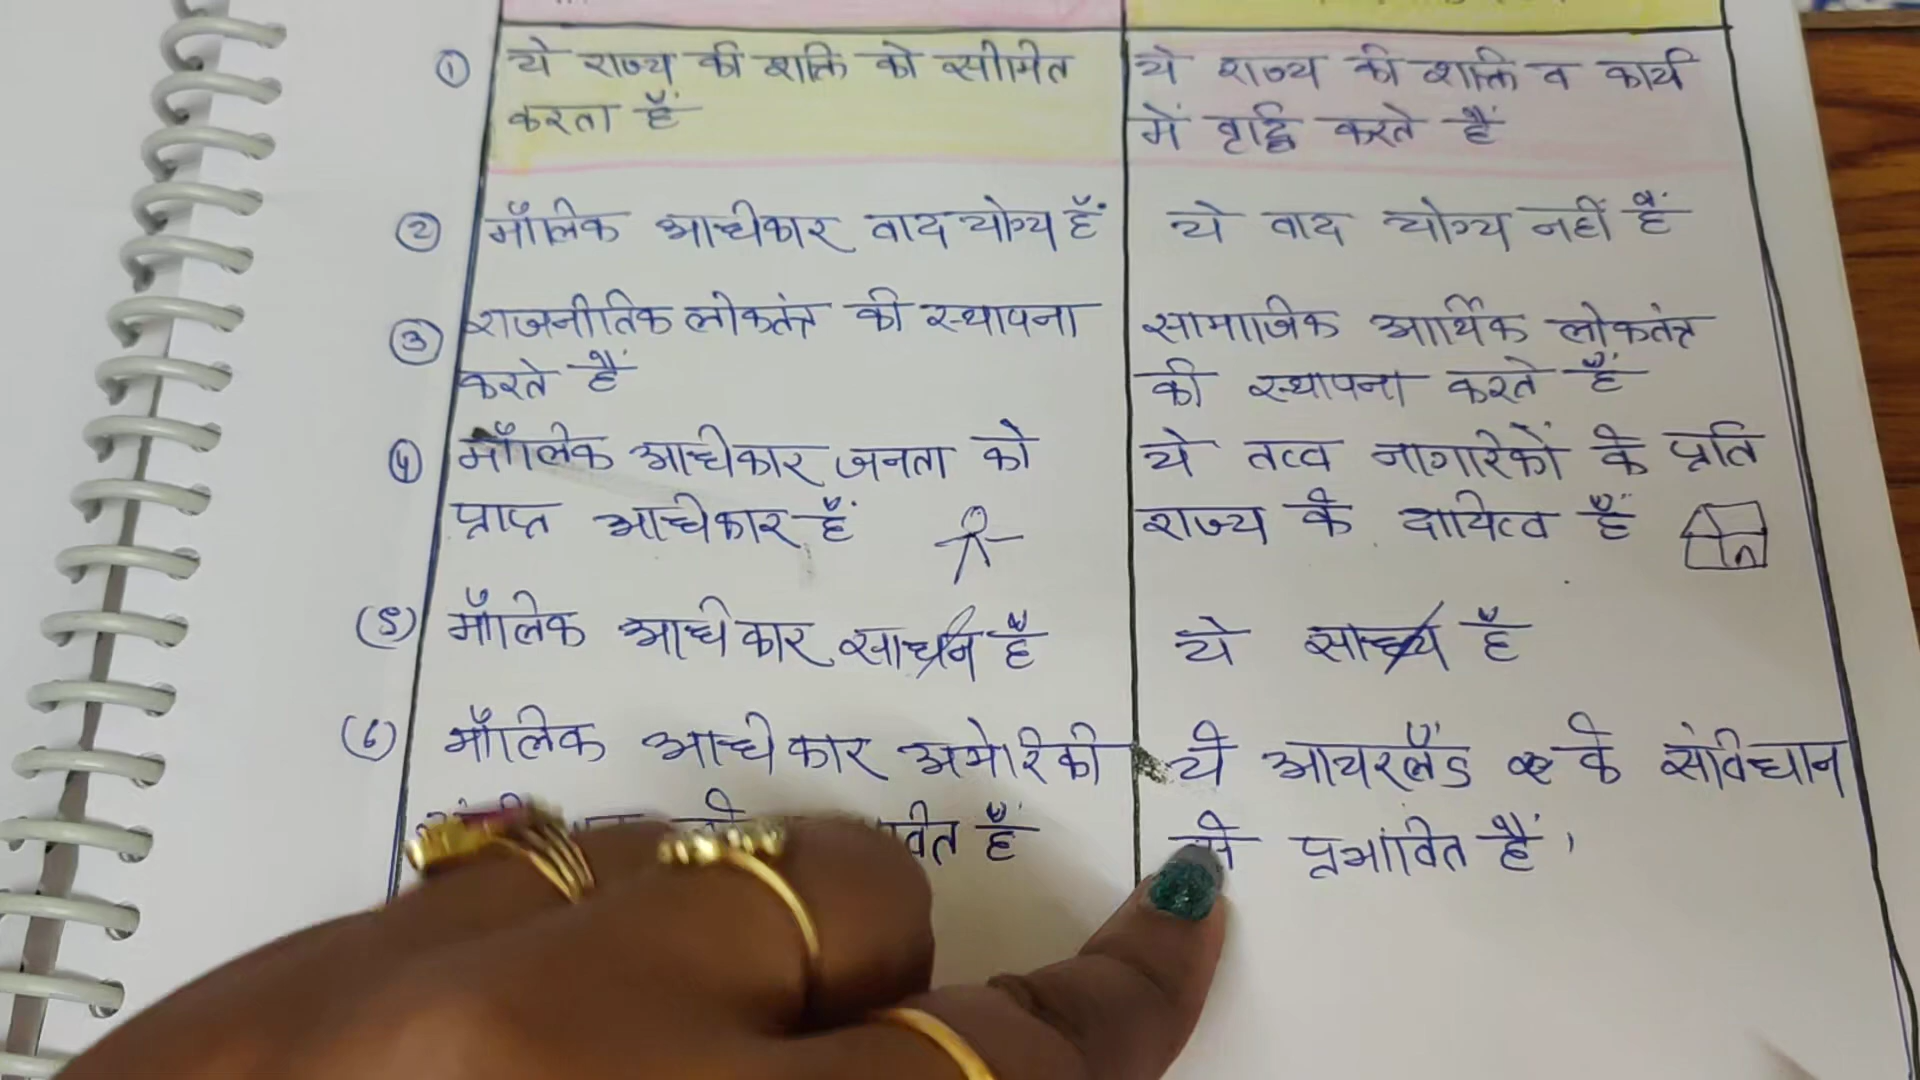 ① ये राज्य की शक्ति को सीमित
करता हैं
ये राज्य की शक्ति व कार्य
में वृद्धि करते हैं
② मौलिक अधिकार वाद योग्य हैं
ये वाद योग्य नहीं हैं
③ राजनीतिक लोकतंत्र की स्थापना
करते हैं
सामाजिक आर्थिक लोकतंत्र
की स्थापना करते हैं
④ मौलिक अधिकार जनता को
प्राप्त अधिकार हैं
ये तत्व नागरिकों के प्रति
राज्य के दायित्व हैं
(5) मौलिक अधिकार साधन हैं
ये साध्य हैं
(6) मौलिक अधिकार अमेरिकी
हैं
ये आयरलैंड के संविधान
से प्रभावित हैं।